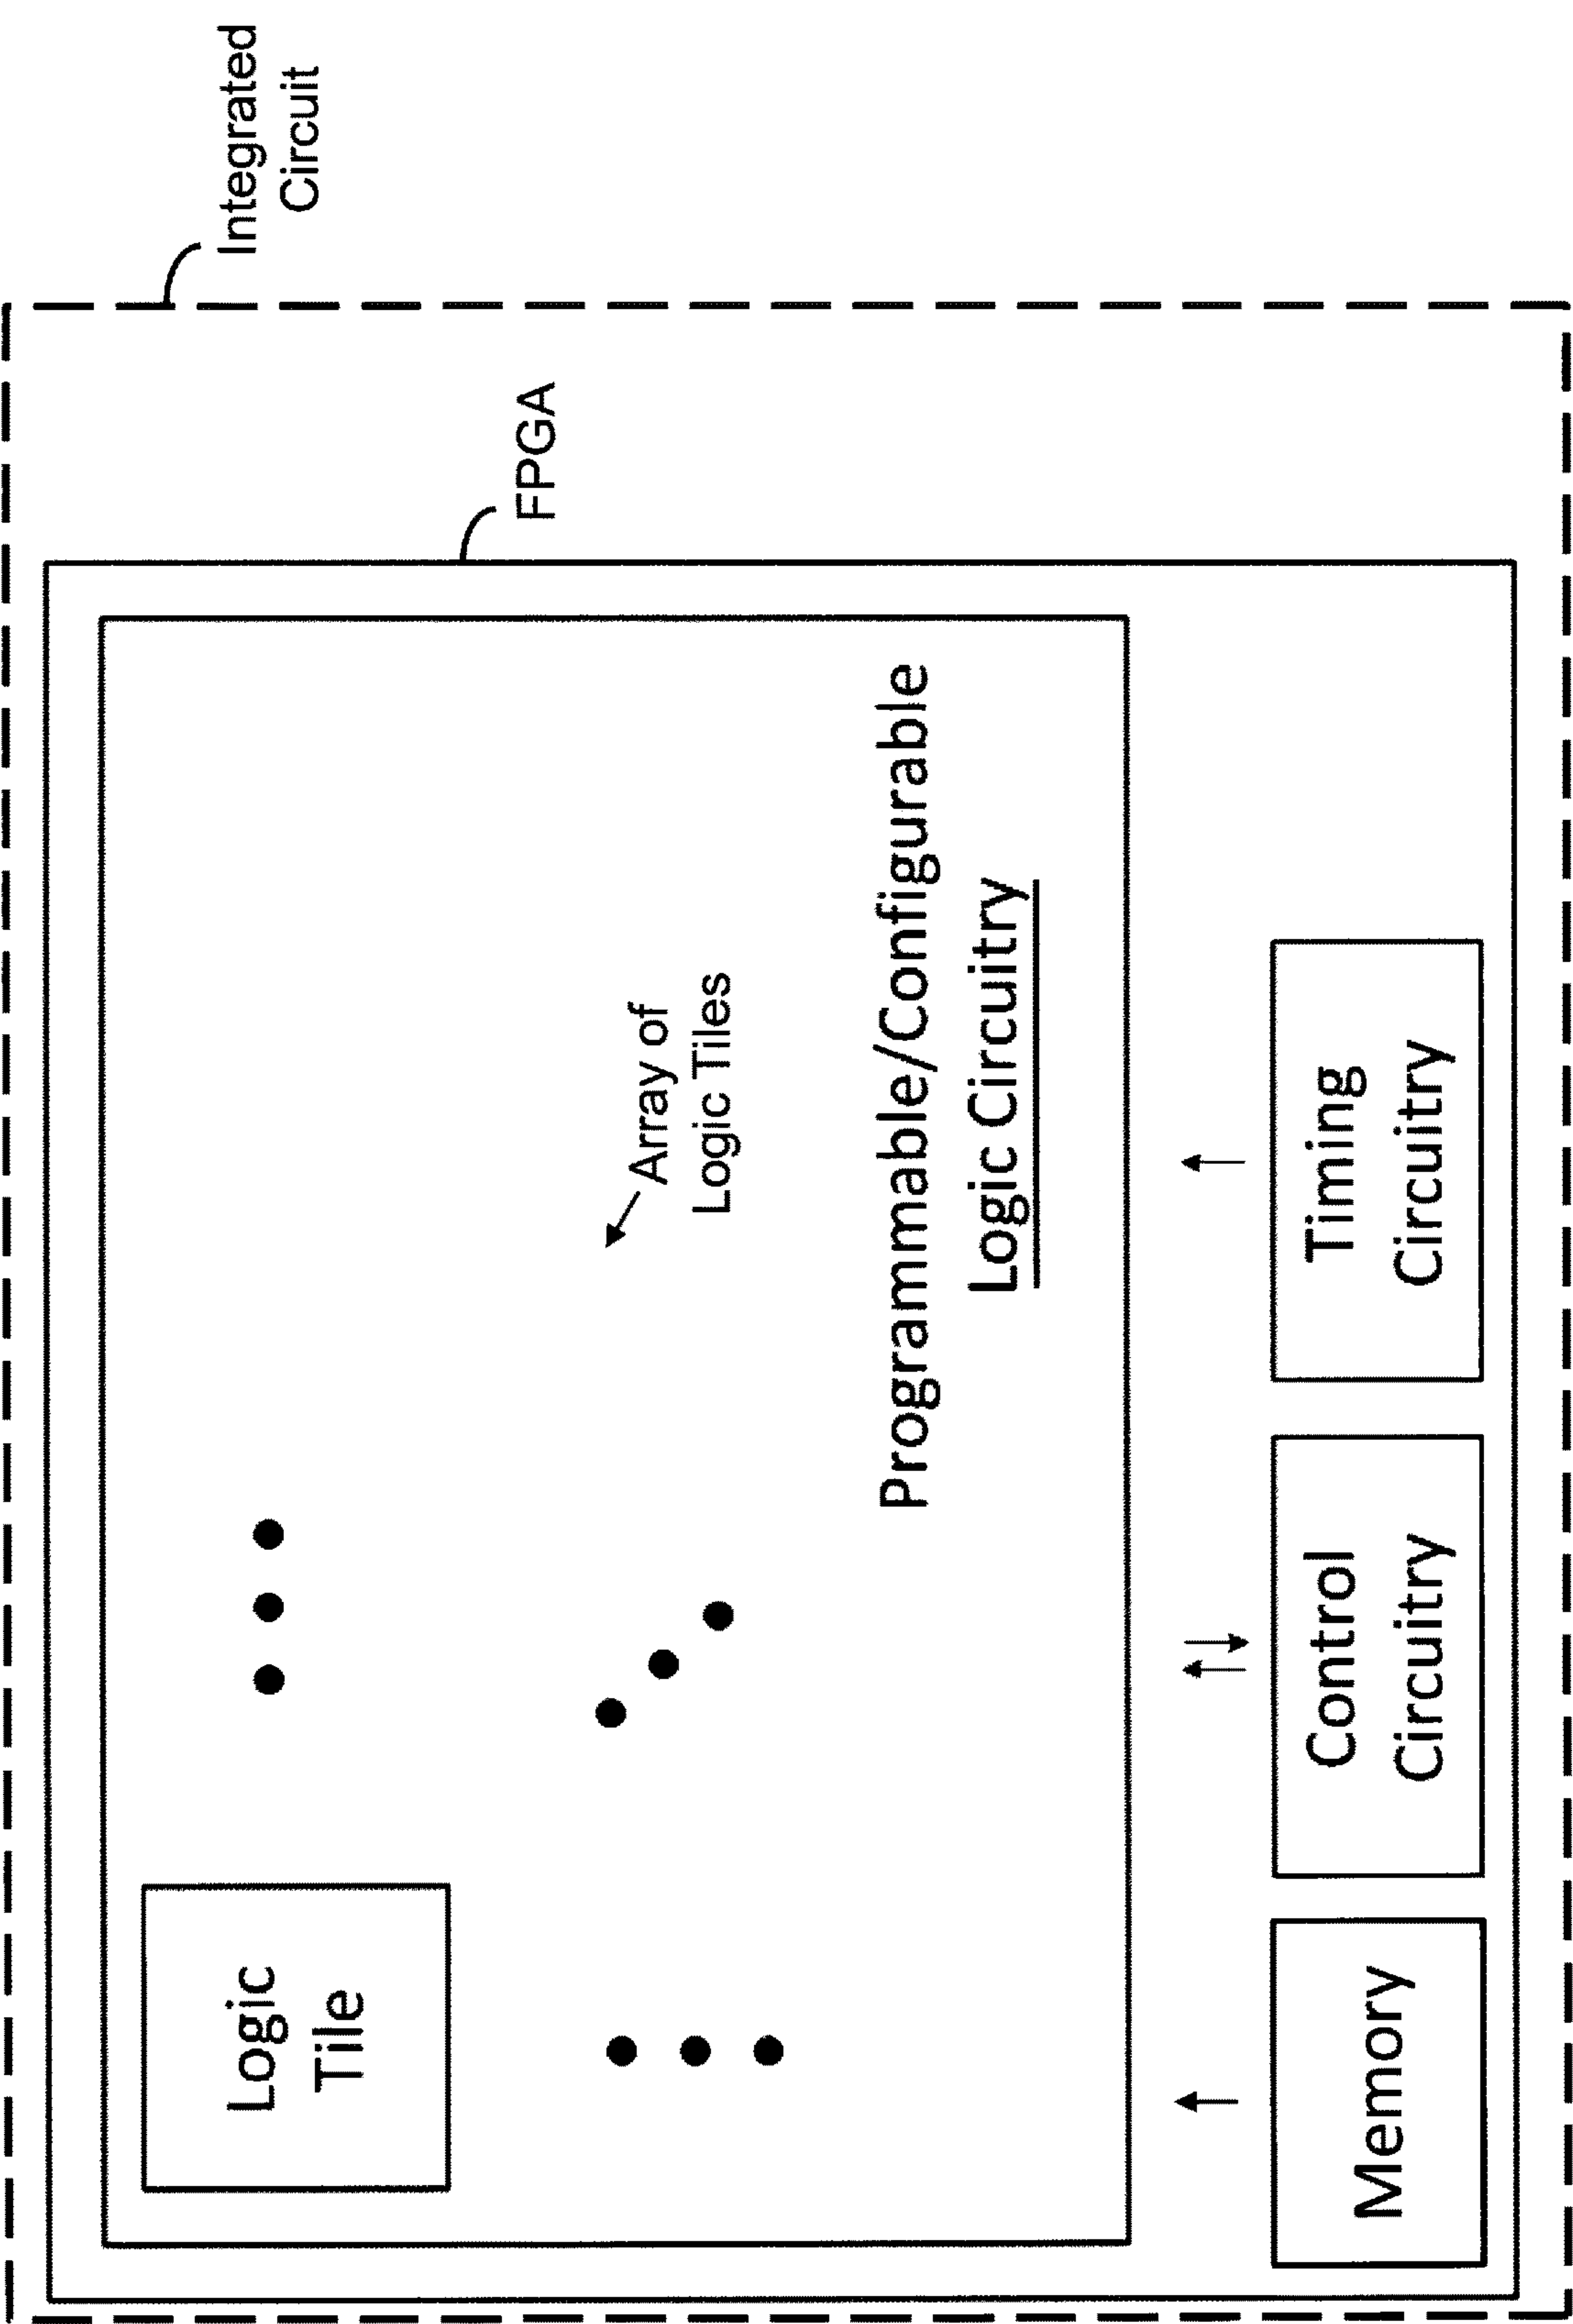 Integrated
Circuit
FPGA
Logic
Tile
Array of
Logic Tiles
Programmable/Configurable
Logic Circuitry
Memory
Control
Circuitry
Timing
Circuitry